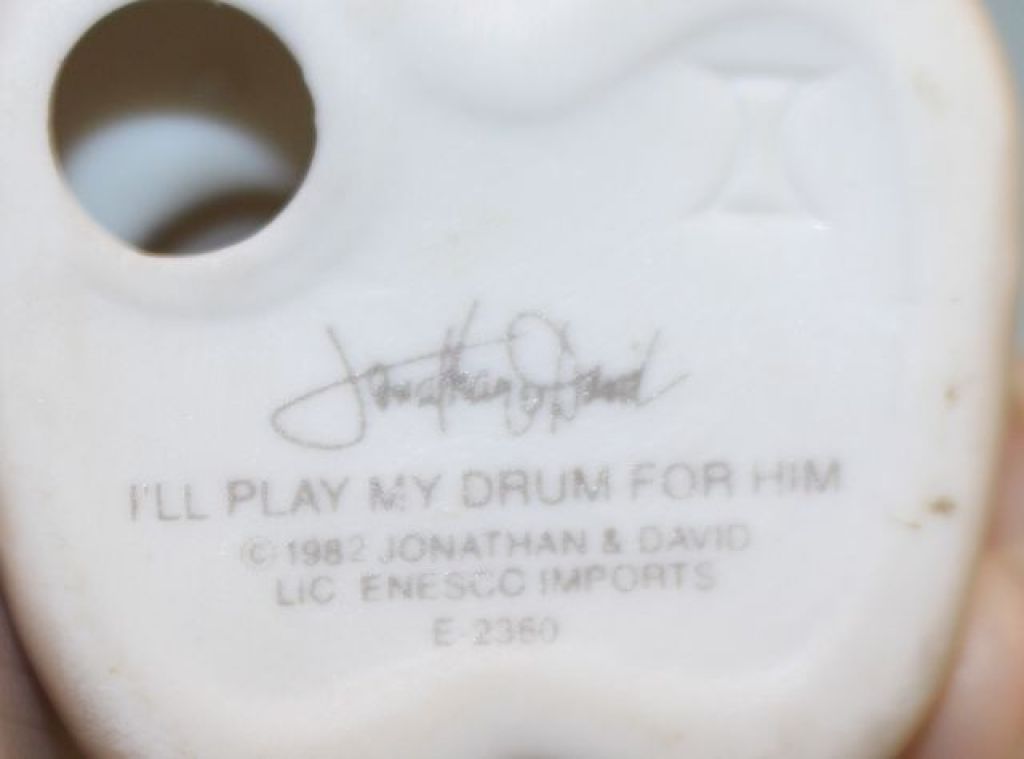 Jonathan & David
I'LL PLAY MY DRUM FOR HIM
© 1982 JONATHAN & DAVID
LIC. ENESCO IMPORTS
E-2360